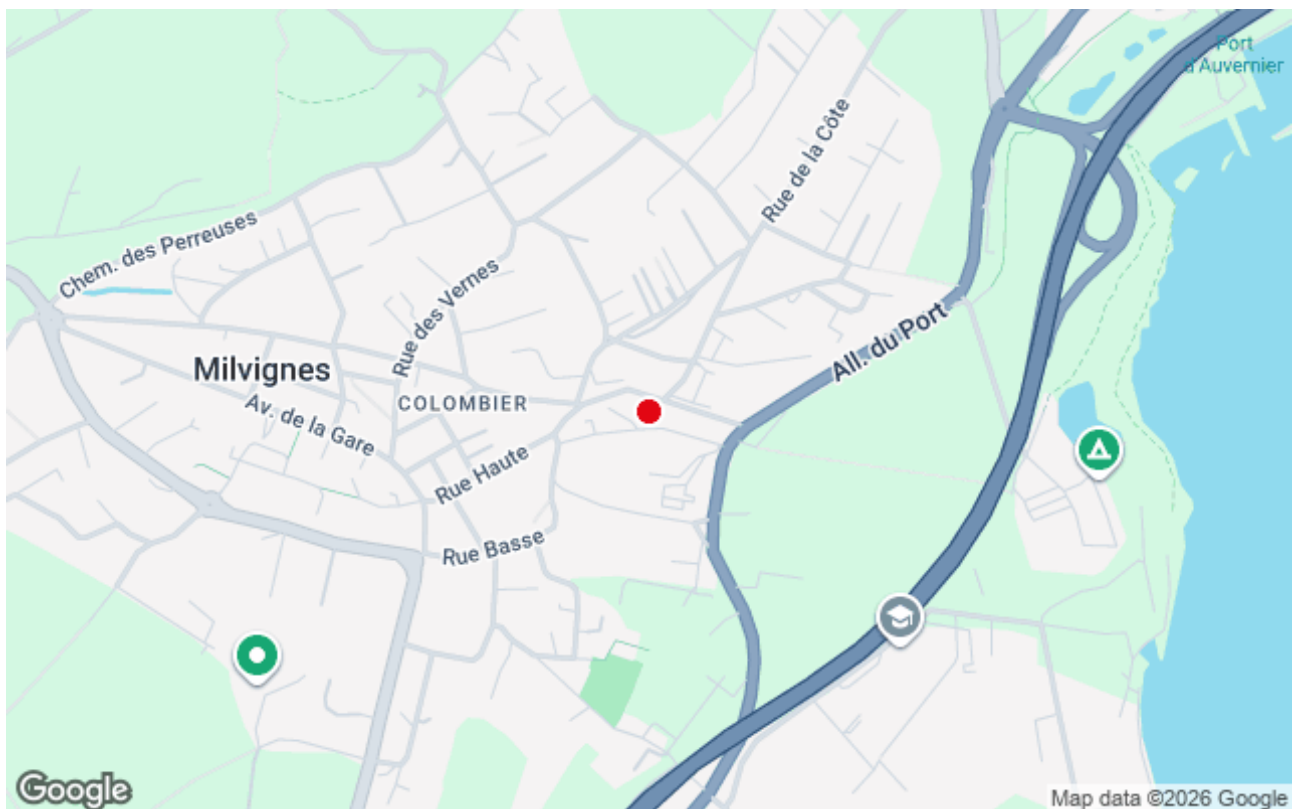 Port
d'Auvernier
Rue de la Côte
Chem. des Perreuses
Rue des Vernes
All. du Port
Milvignes
COLOMBIER
Av. de la Gare
Rue Haute
Rue Basse
Google
Map data ©2026 Google